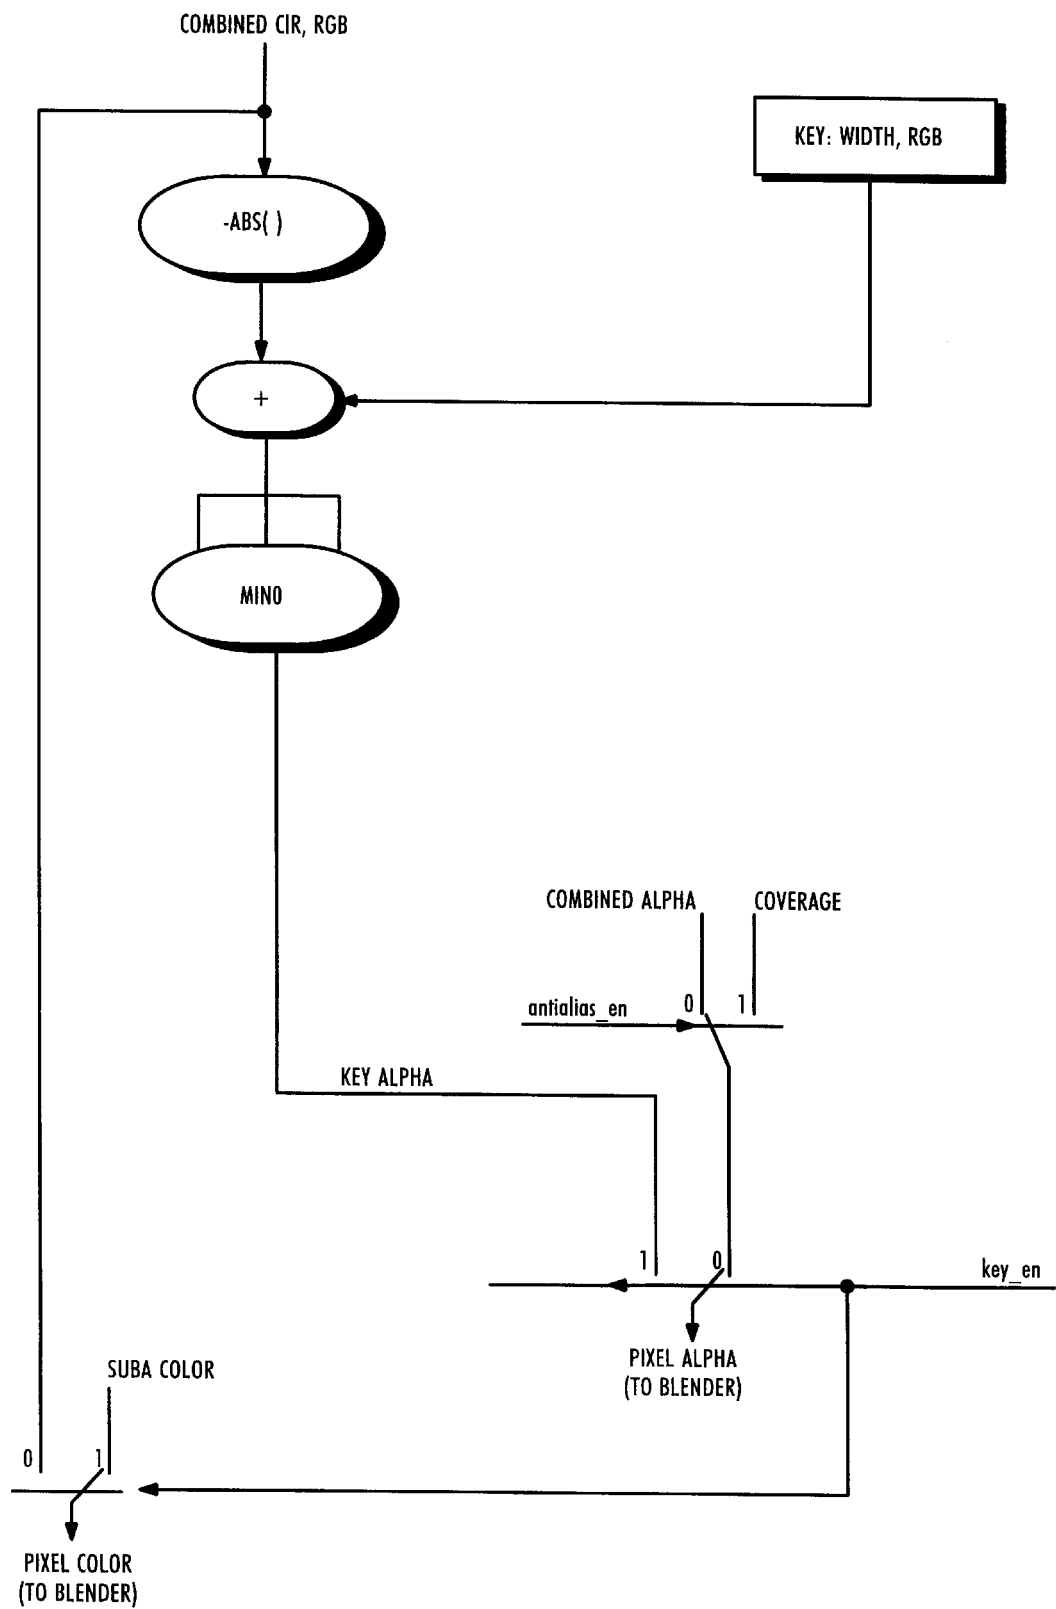 COMBINED ClR, RGB
KEY: WIDTH, RGB
-ABS( )
+
MIN0
COMBINED ALPHA
COVERAGE
0
1
antialias_en
KEY ALPHA
1
0
key_en
PIXEL ALPHA
(TO BLENDER)
SUBA COLOR
0
1
PIXEL COLOR
(TO BLENDER)